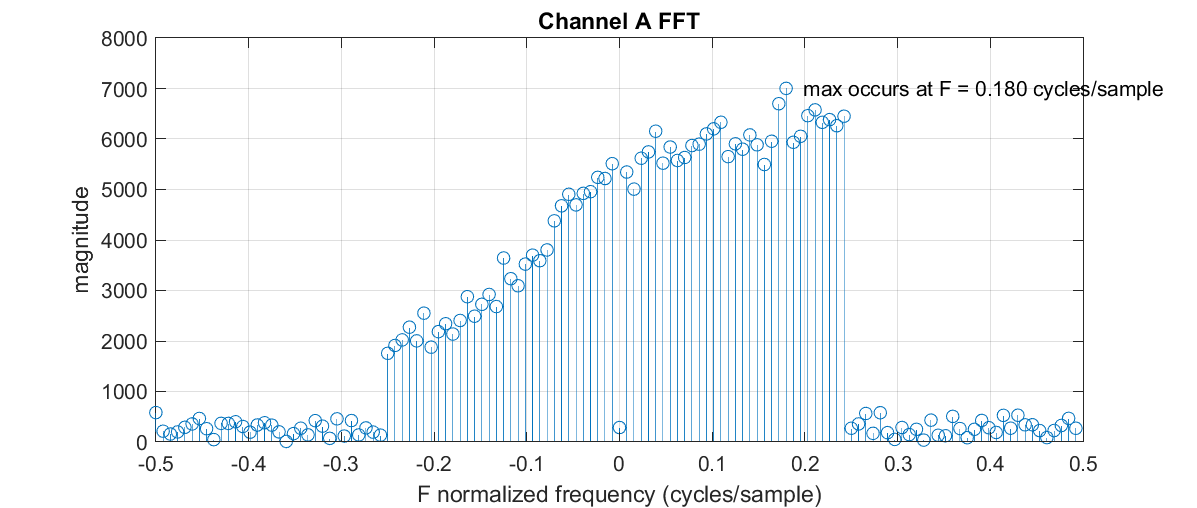 Channel A FFT
8000
7000
6000
5000
4000
3000
2000
1000
0
magnitude
max occurs at F = 0.180 cycles/sample
-0.5 -0.4 -0.3 -0.2 -0.1 0 0.1 0.2 0.3 0.4 0.5
F normalized frequency (cycles/sample)